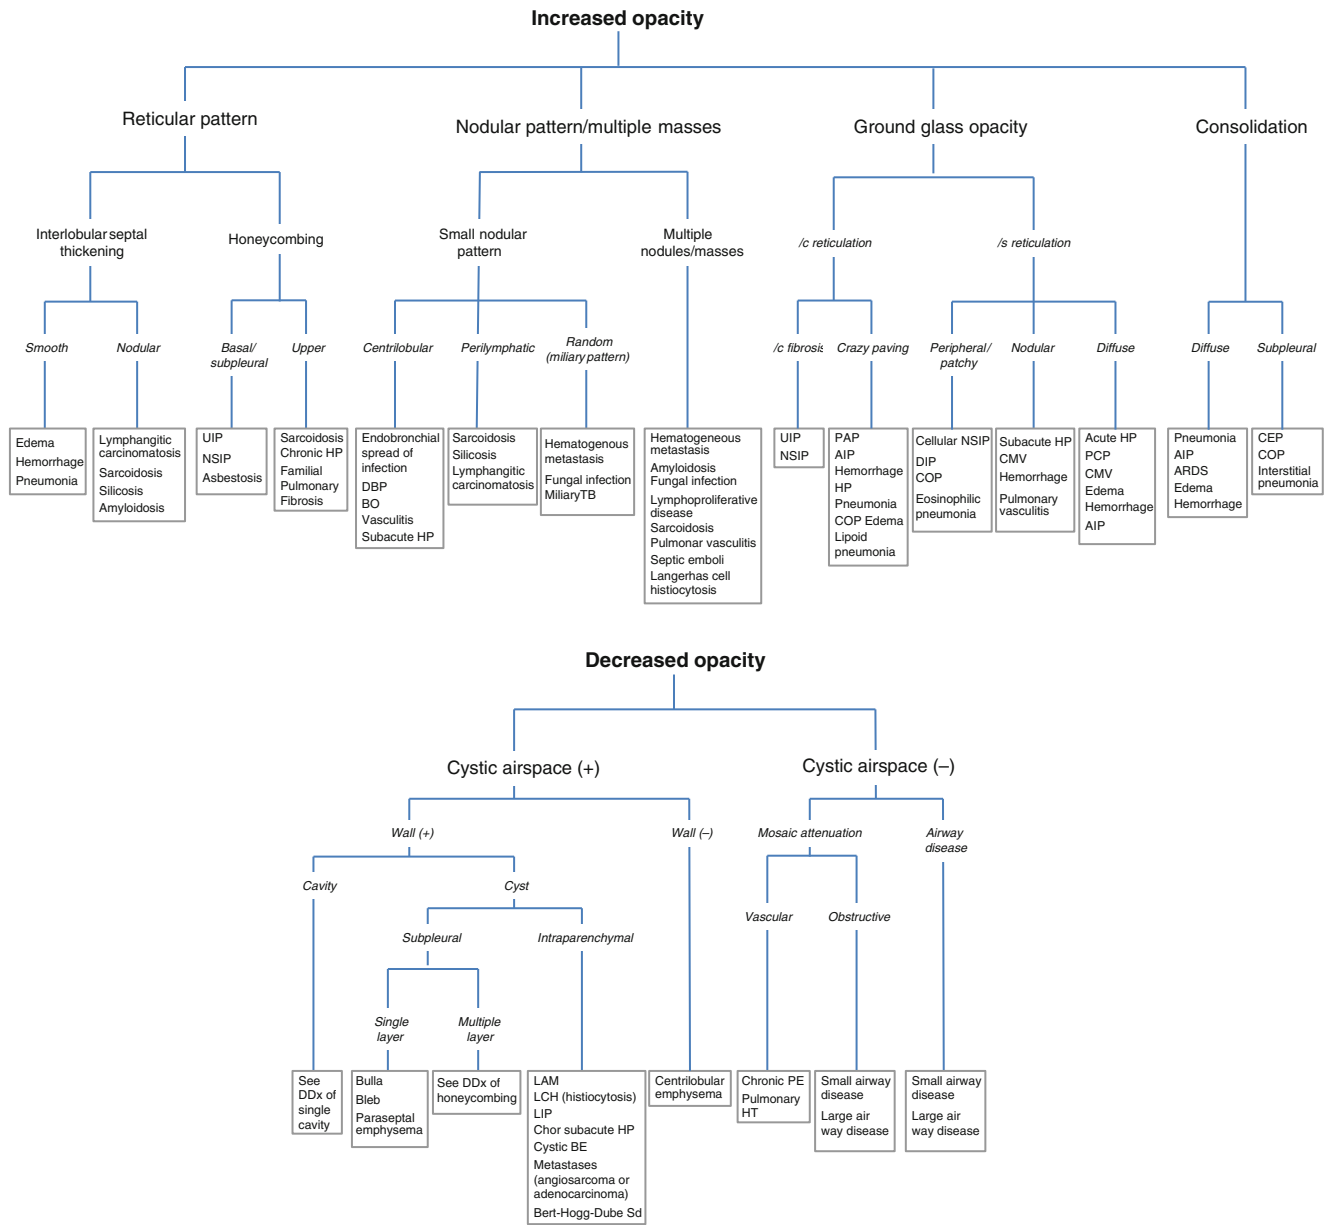 Increased opacity
Reticular pattern
Nodular pattern/multiple masses
Ground glass opacity
Consolidation
Interlobular septal
thickening
Honeycombing
Small nodular
pattern
Multiple
nodules/masses
/c reticulation
/s reticulation
Smooth
Nodular
Basal/
subpleural
Upper
Centrilobular
Perilymphatic
Random
(miliary pattern)
/c fibrosis
Crazy paving
Peripheral/
patchy
Nodular
Diffuse
Diffuse
Subpleural
Edema
Hemorrhage
Pneumonia
Lymphangitic
carcinomatosis
Sarcoidosis
Silicosis
Amyloidosis
UIP
NSIP
Asbestosis
Sarcoidosis
Chronic HP
Familial
Pulmonary
Fibrosis
Endobronchial
spread of
infection
DBP
BO
Vasculitis
Subacute HP
Sarcoidosis
Silicosis
Lymphangitic
carcinomatosis
Hematogenous
metastasis
Fungal infection
MiliaryTB
Hematogeneous
metastasis
Amyloidosis
Fungal infection
Lymphoproliferative
disease
Sarcoidosis
Pulmonar vasculitis
Septic emboli
Langerhas cell
histiocytosis
UIP
NSIP
PAP
AIP
Hemorrhage
HP
Pneumonia
COP Edema
Lipoid
pneumonia
Cellular NSIP
DIP
COP
Eosinophilic
pneumonia
Subacute HP
CMV
Hemorrhage
Pulmonary
vasculitis
Acute HP
PCP
CMV
Edema
Hemorrhage
AIP
Pneumonia
AIP
ARDS
Edema
Hemorrhage
CEP
COP
Interstitial
pneumonia
Decreased opacity
Cystic airspace (+)
Cystic airspace (–)
Wall (+)
Wall (–)
Mosaic attenuation
Airway
disease
Cavity
Cyst
Vascular
Obstructive
Subpleural
Intraparenchymal
Single
layer
Multiple
layer
See
DDx of
single
cavity
Bulla
Bleb
Paraseptal
emphysema
See DDx of
honeycombing
LAM
LCH (histiocytosis)
LIP
Chor subacute HP
Cystic BE
Metastases
(angiosarcoma or
adenocarcinoma)
Bert-Hogg-Dube Sd
Centrilobular
emphysema
Chronic PE
Pulmonary
HT
Small airway
disease
Large air
way disease
Small airway
disease
Large air
way disease